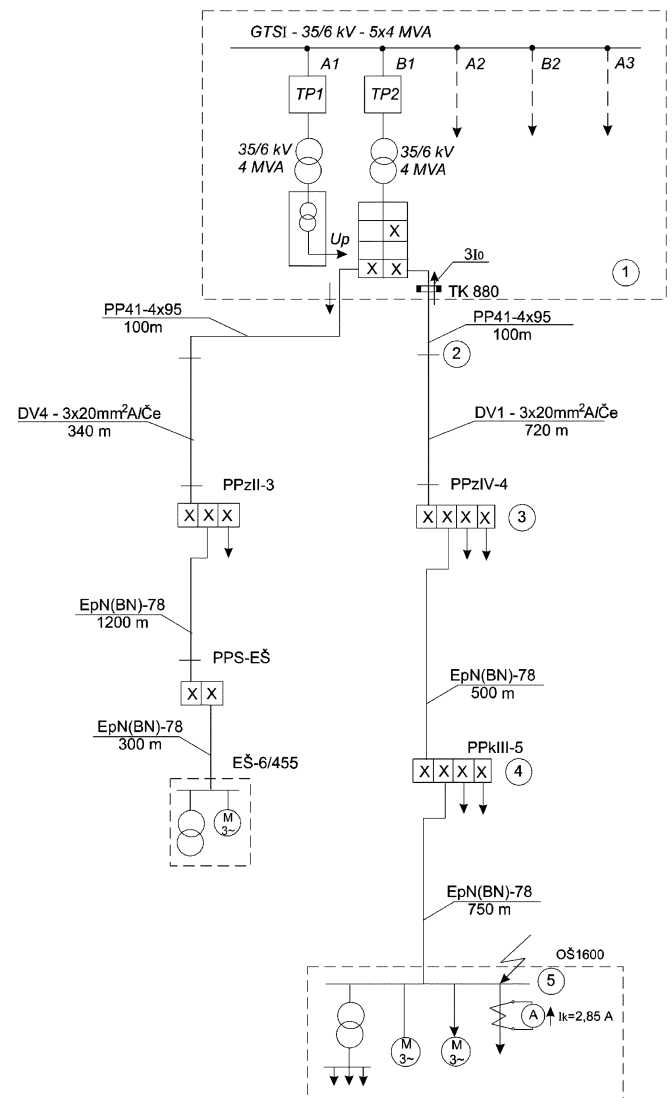 GTSI - 35/6 kV - 5x4 MVA
A1
B1
A2
B2
A3
TP1
TP2
35/6 kV
4 MVA
35/6 kV
4 MVA
Up
X
X X
3I0
1
TK 880
PP41-4x95
100m
PP41-4x95
100m
2
DV4 - 3x20mm²A/Če
340 m
DV1 - 3x20mm²A/Če
720 m
PPzII-3
PPzIV-4
X X X
X X X X
3
EpN(BN)-78
1200 m
PPS-EŠ
X X
EpN(BN)-78
500 m
EpN(BN)-78
300 m
EŠ-6/455
PPkIII-5
X X X X
4
M
3~
EpN(BN)-78
750 m
OŠ1600
5
A
Ik=2,85 A
M
3~
M
3~